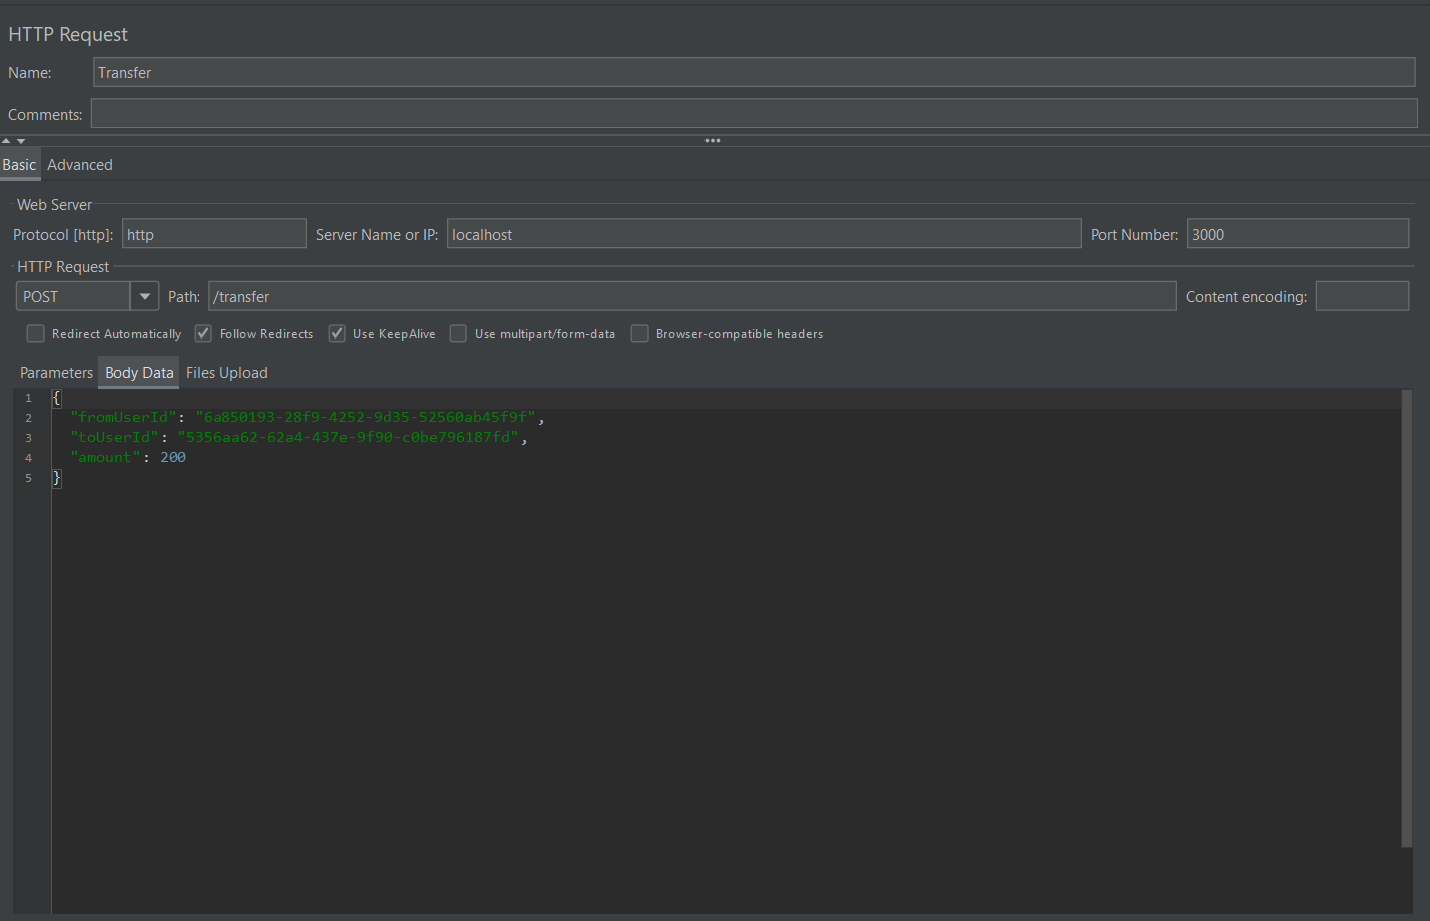 HTTP Request
Name: Transfer
Comments:
Basic Advanced
Web Server
Protocol [http]: http Server Name or IP: localhost Port Number: 3000
HTTP Request
POST Path: /transfer Content encoding:
Redirect Automatically Follow Redirects Use KeepAlive Use multipart/form-data Browser-compatible headers
Parameters Body Data Files Upload
1 {
2 "fromUserId": "6a850193-28f9-4252-9d35-52560ab45f9f",
3 "toUserId": "5356aa62-62a4-437e-9f90-c0be796187fd",
4 "amount": 200
5 }